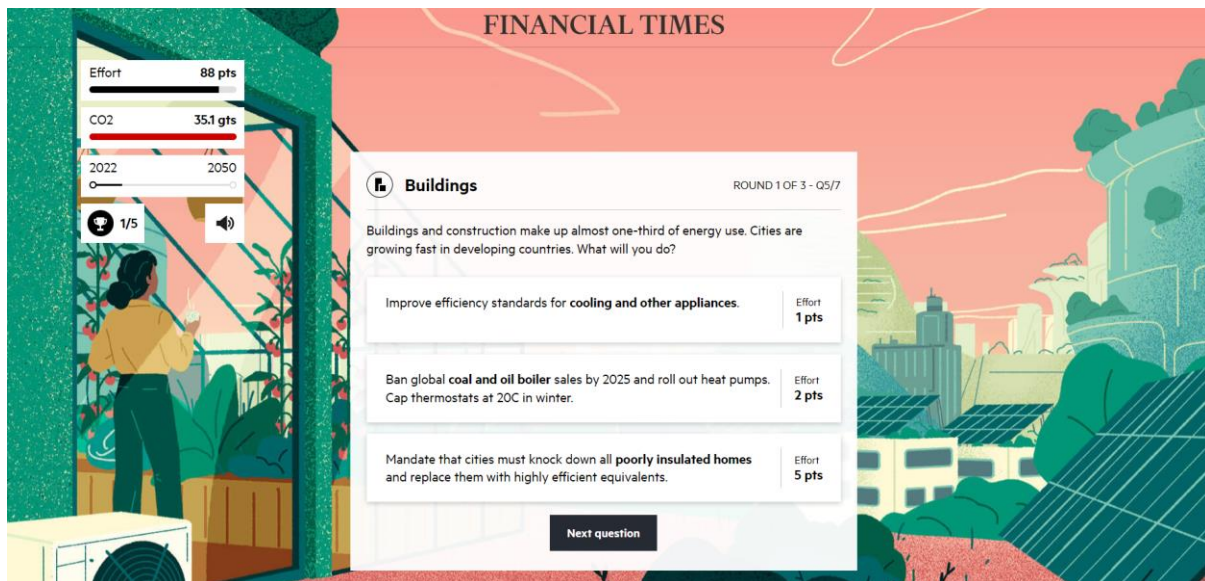 FINANCIAL TIMES
Effort 88 pts
CO2 35.1 gts
2022 2050
1/5
Buildings
ROUND 1 OF 3 - Q5/7
Buildings and construction make up almost one-third of energy use. Cities are
growing fast in developing countries. What will you do?
Improve efficiency standards for cooling and other appliances.
Effort
1 pts
Ban global coal and oil boiler sales by 2025 and roll out heat pumps.
Cap thermostats at 20C in winter.
Effort
2 pts
Mandate that cities must knock down all poorly insulated homes
and replace them with highly efficient equivalents.
Effort
5 pts
Next question